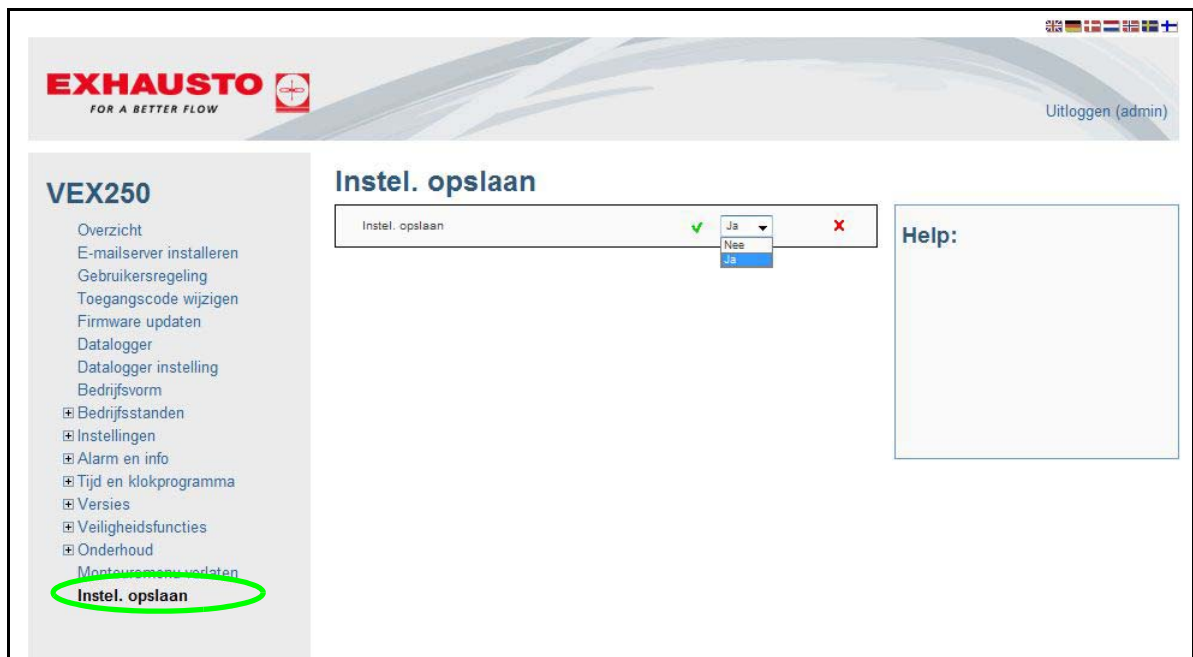 EXHAUSTO
FOR A BETTER FLOW
Uitloggen (admin)
VEX250
Overzicht
E-mailserver installeren
Gebruikersregeling
Toegangscode wijzigen
Firmware updaten
Datalogger
Datalogger instelling
Bedrijfsvorm
Bedrijfsstanden
Instellingen
Alarm en info
Tijd en klokprogramma
Versies
Veiligheidsfuncties
Onderhoud
Monteursmenu verlaten
Instel. opslaan
Instel. opslaan
Instel. opslaan
Ja
Nee
Ja
Help: